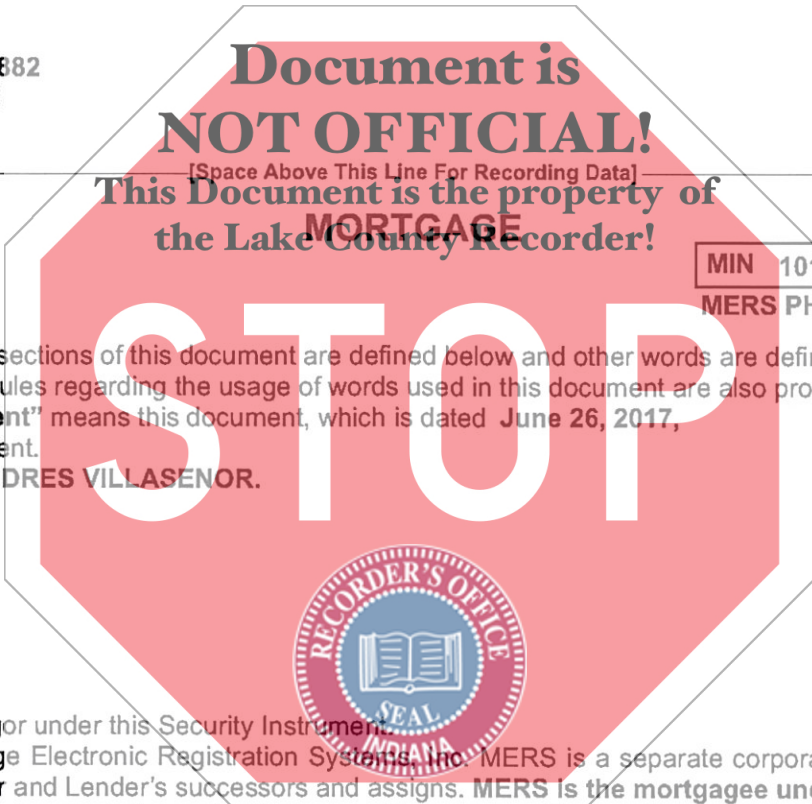 382
Document is
NOT OFFICIAL!
[Space Above This Line For Recording Data]
This Document is the property of
MORTGAGE
the Lake County Recorder!
MIN 10
MERS PH
STOP
sections of this document are defined below and other words are defin
ules regarding the usage of words used in this document are also pro
ent” means this document, which is dated June 26, 2017,
ent.
DRES VILLASENOR.
RECORDER'S OFFICE
SEAL
INDIANA
or under this Security Instrument.
ge Electronic Registration Systems, Inc. MERS is a separate corpora
r and Lender's successors and assigns. MERS is the mortgagee un